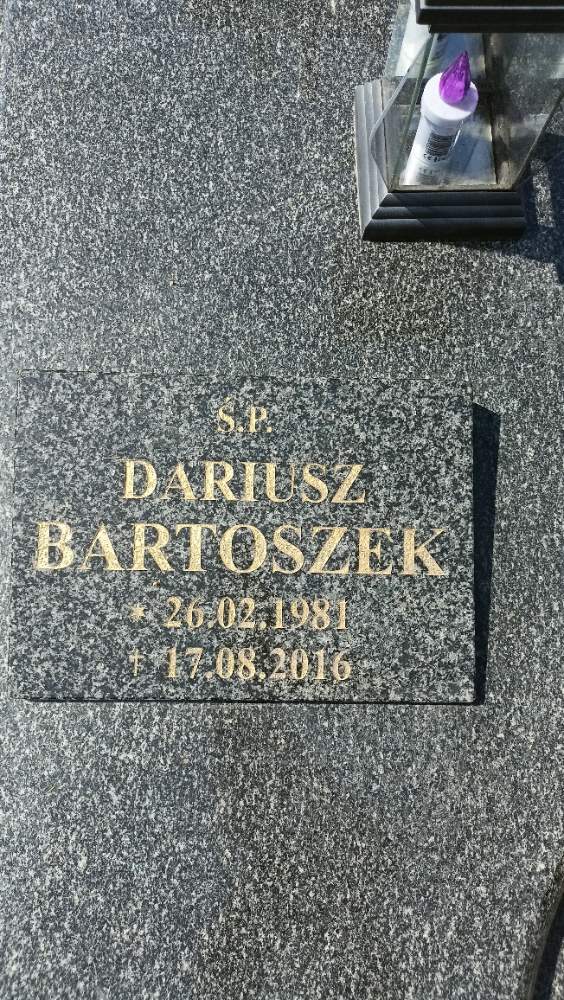 Ś.P.
DARIUSZ
BARTOSZEK
* 26.02.1981
† 17.08.2016